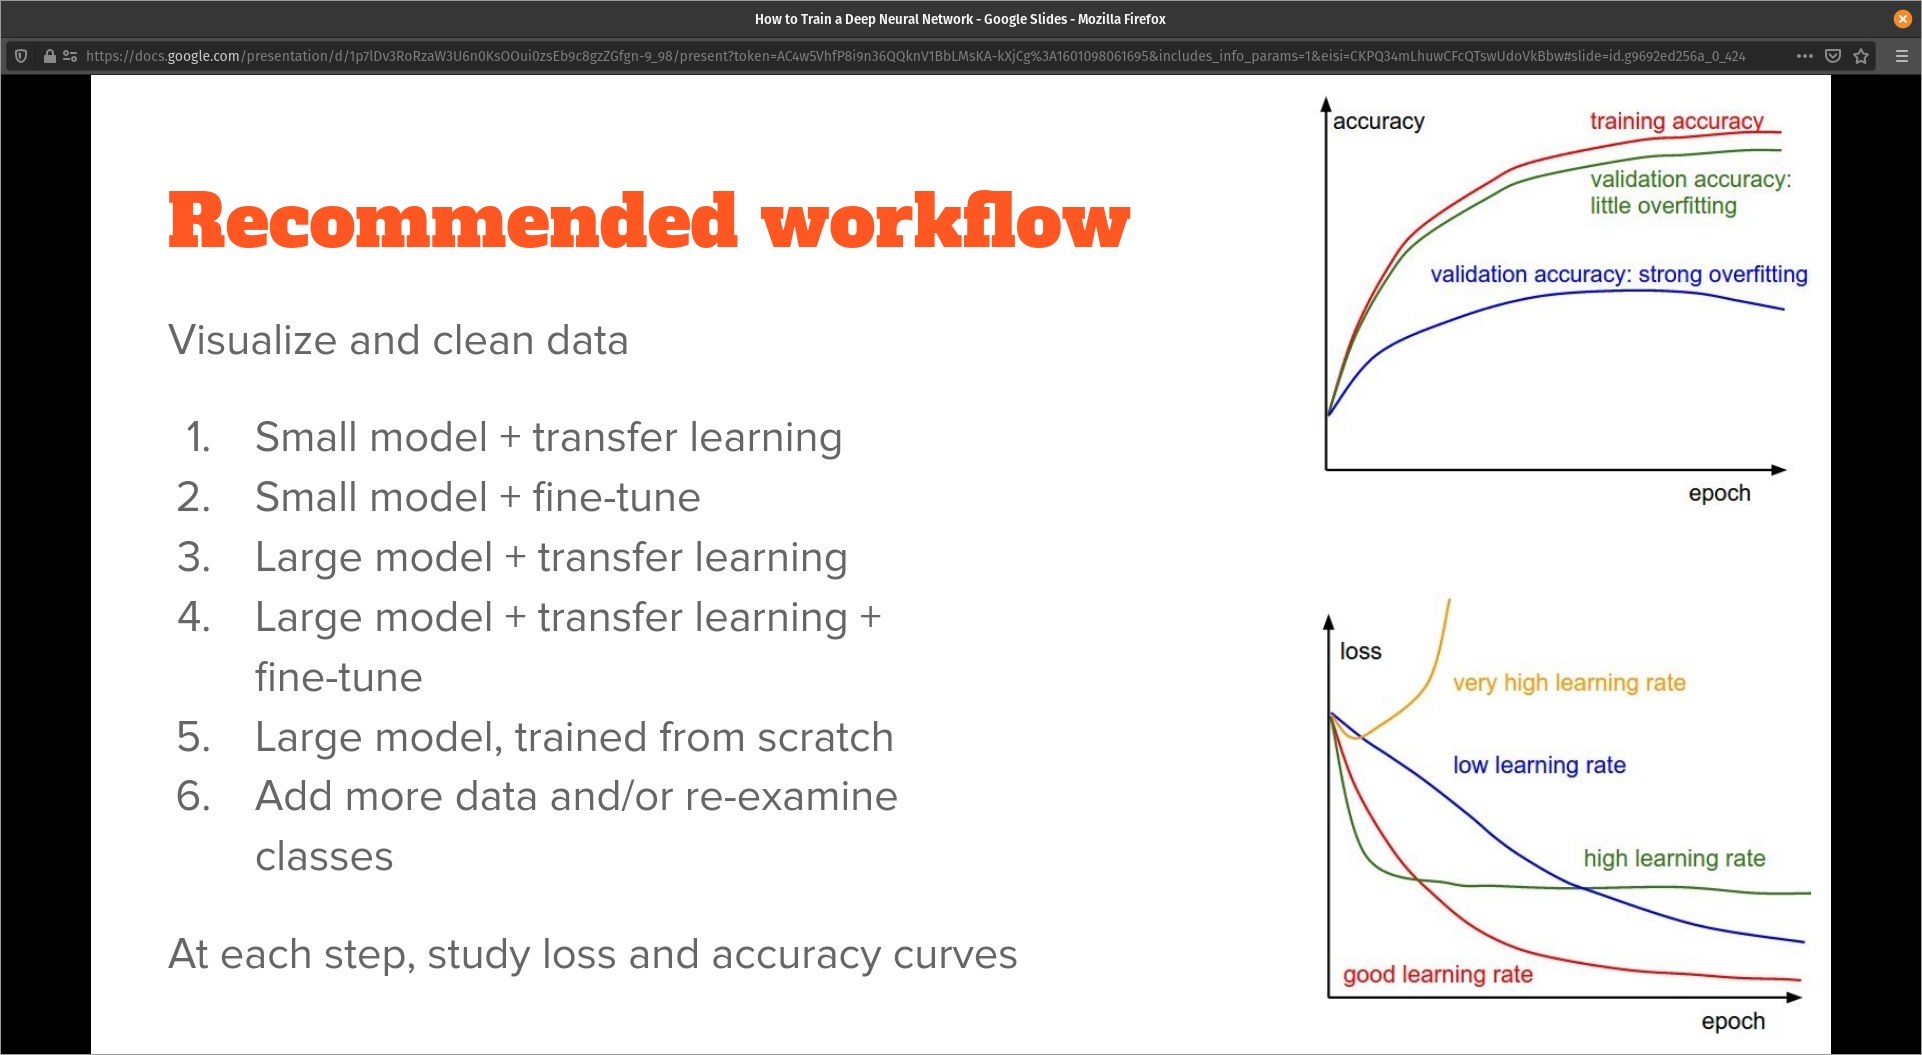 How to Train a Deep Neural Network - Google Slides - Mozilla Firefox
https://docs.google.com/presentation/d/1p7lDv3RoRzaW3U6n0KsOOui0zsEb9c8gzZGfgn-9_98/present?token=AC4w5VhfP8i9n36QQknV1BbLMsKA-kXjCg%3A1601098061695&includes_info_params=1&eisi=CKPQ34mLhuwCFcQTswUdoVkBbw#slide=id.g9692ed256a_0_424
Recommended workflow
Visualize and clean data
1. Small model + transfer learning
2. Small model + fine-tune
3. Large model + transfer learning
4. Large model + transfer learning +
fine-tune
5. Large model, trained from scratch
6. Add more data and/or re-examine
classes
At each step, study loss and accuracy curves
accuracy
training accuracy
validation accuracy:
little overfitting
validation accuracy: strong overfitting
epoch
loss
very high learning rate
low learning rate
high learning rate
good learning rate
epoch